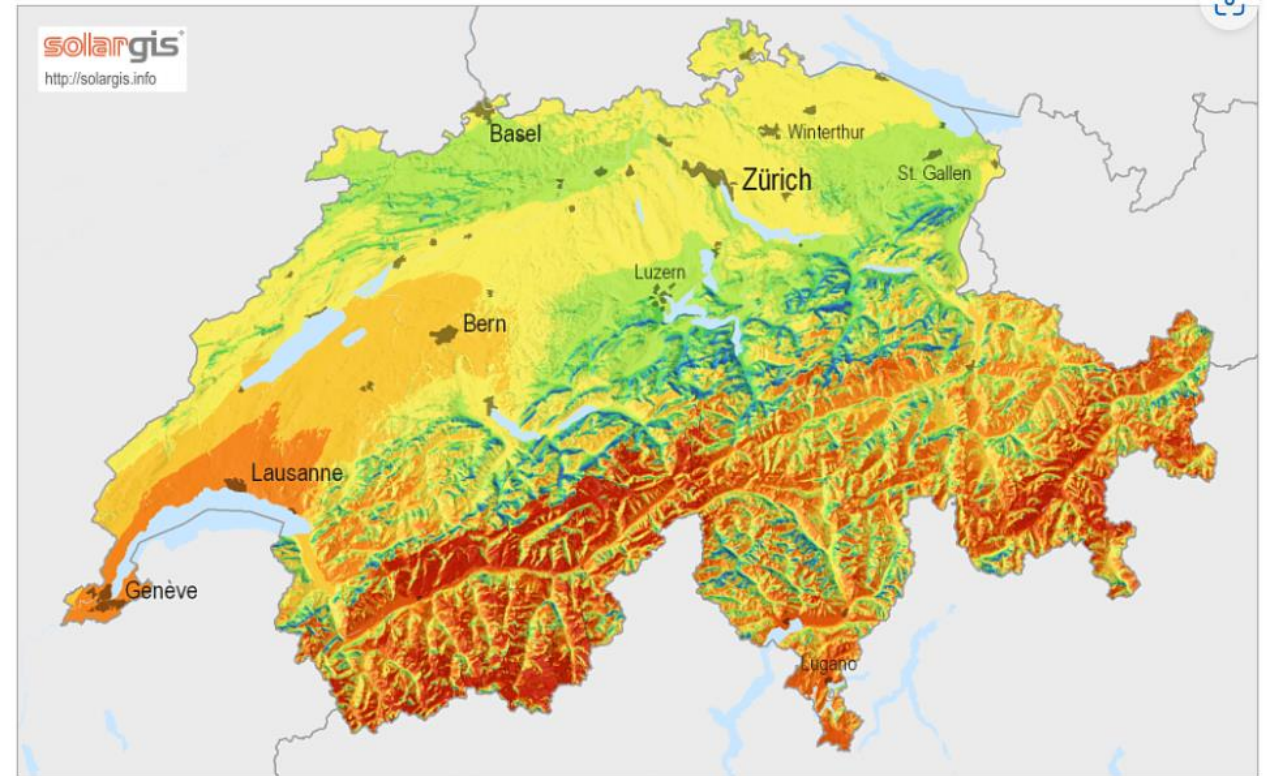 solargis
http://solargis.info
Basel
Winterthur
Zürich
St. Gallen
Luzern
Bern
Lausanne
Genève
Lugano